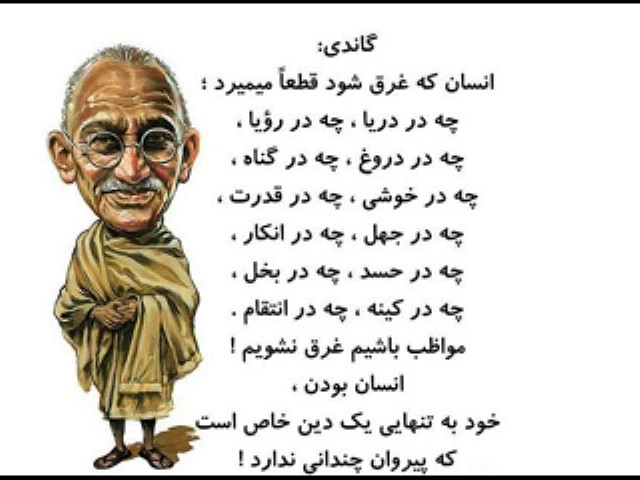 گاندی:
انسان که غرق شود قطعاً میمیرد ؛
چه در دریا ، چه در رؤیا ،
چه در دروغ ، چه در گناه ،
چه در خوشی ، چه در قدرت ،
چه در جهل ، چه در انکار ،
چه در حسد ، چه در بخل ،
چه در کینه ، چه در انتقام .
مواظب باشیم غرق نشویم !
انسان بودن ،
خود به تنهایی یک دین خاص است
که پیروان چندانی ندارد !